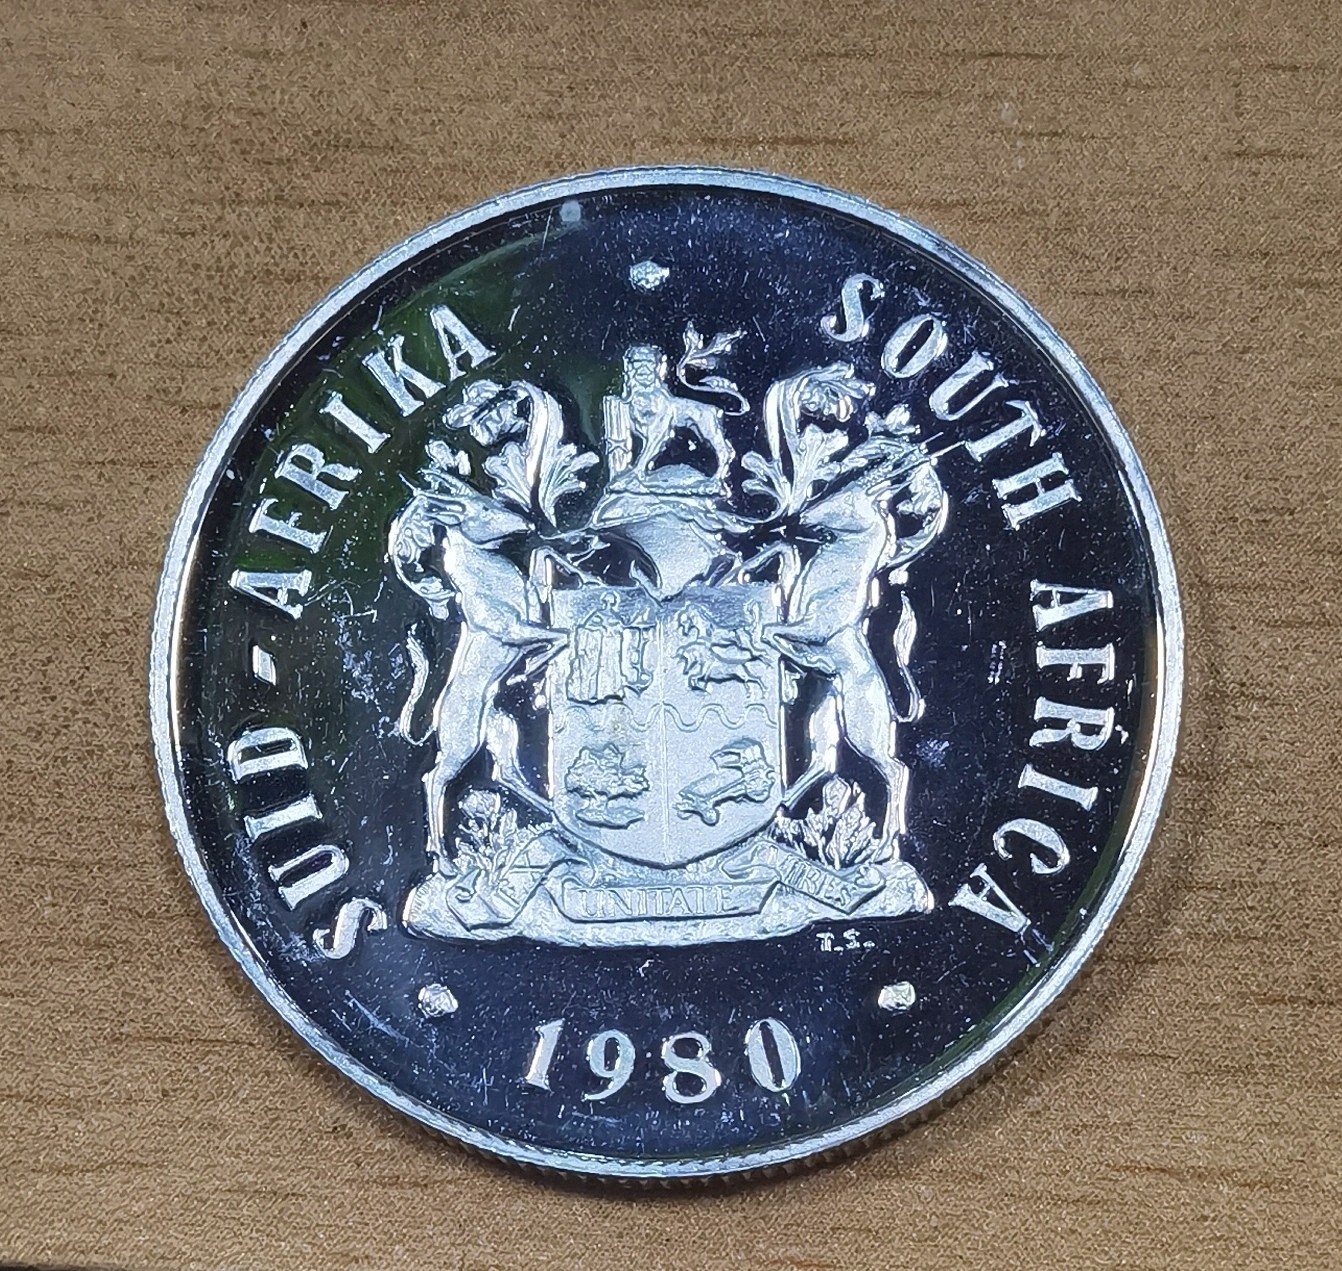 SUID-AFRIKA
SOUTH AFRICA
EX UNITATE VIRES
T.S.
1980